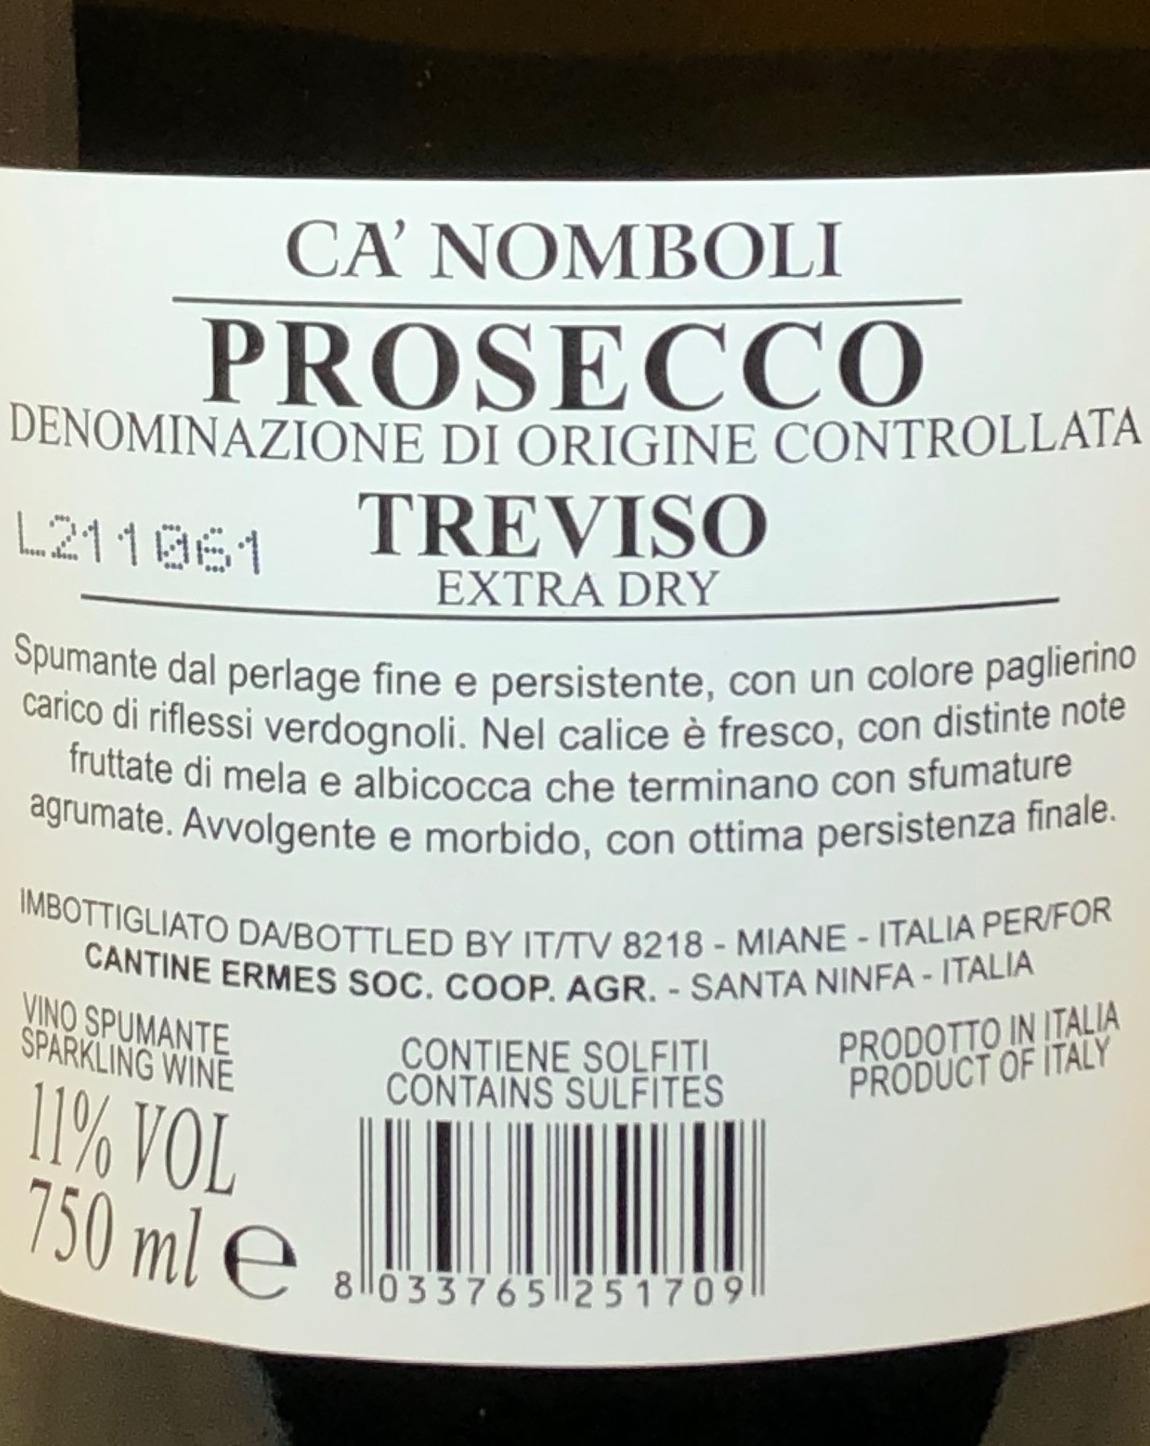 CA' NOMBOLI
PROSECCO
DENOMINAZIONE DI ORIGINE CONTROLLATA
TREVISO
L211061
EXTRA DRY
Spumante dal perlage fine e persistente, con un colore paglierino
carico di riflessi verdognoli. Nel calice è fresco, con distinte note
fruttate di mela e albicocca che terminano con sfumature
agrumate. Avvolgente e morbido, con ottima persistenza finale.
IMBOTTIGLIATO DA/BOTTLED BY IT/TV 8218 - MIANE - ITALIA PER/FOR
CANTINE ERMES SOC. COOP. AGR. - SANTA NINFA - ITALIA
VINO SPUMANTE
SPARKLING WINE
11% VOL
750 ml e
CONTIENE SOLFITI
CONTAINS SULFITES
8 033765 251709
PRODOTTO IN ITALIA
PRODUCT OF ITALY